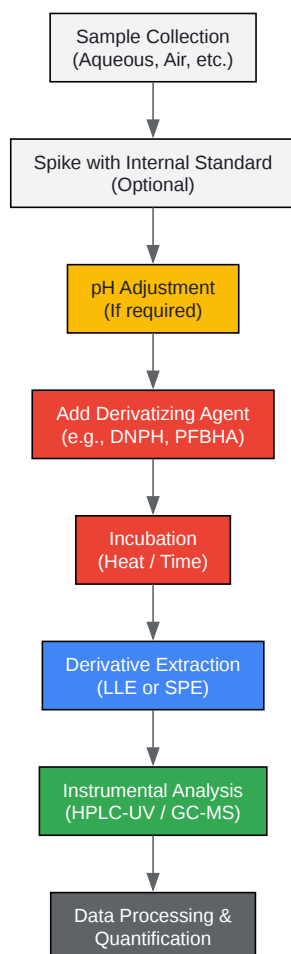 Sample Collection
(Aqueous, Air, etc.)
Spike with Internal Standard
(Optional)
pH Adjustment
(If required)
Add Derivatizing Agent
(e.g., DNPH, PFBHA)
Incubation
(Heat / Time)
Derivative Extraction
(LLE or SPE)
Instrumental Analysis
(HPLC-UV / GC-MS)
Data Processing &
Quantification